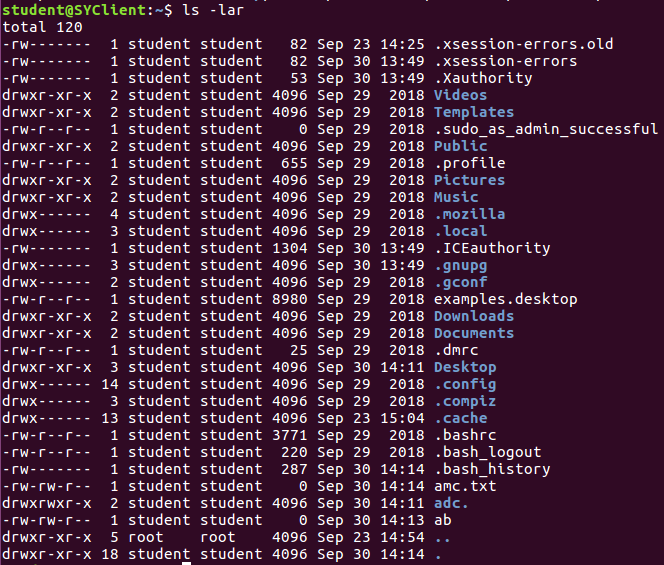 student@SYClient:~$ ls -lar
total 120
-rw-------  1 student student   82 Sep 23 14:25 .xsession-errors.old
-rw-------  1 student student   82 Sep 30 13:49 .xsession-errors
-rw-------  1 student student   53 Sep 30 13:49 .Xauthority
drwxr-xr-x  2 student student 4096 Sep 29  2018 Videos
drwxr-xr-x  2 student student 4096 Sep 29  2018 Templates
-rw-r--r--  1 student student    0 Sep 29  2018 .sudo_as_admin_successful
drwxr-xr-x  2 student student 4096 Sep 29  2018 Public
-rw-r--r--  1 student student  655 Sep 29  2018 .profile
drwxr-xr-x  2 student student 4096 Sep 29  2018 Pictures
drwxr-xr-x  2 student student 4096 Sep 29  2018 Music
drwx------  4 student student 4096 Sep 29  2018 .mozilla
drwx------  3 student student 4096 Sep 29  2018 .local
-rw-------  1 student student 1304 Sep 30 13:49 .ICEauthority
drwx------  3 student student 4096 Sep 30 13:49 .gnupg
drwx------  2 student student 4096 Sep 29  2018 .gconf
-rw-r--r--  1 student student 8980 Sep 29  2018 examples.desktop
drwxr-xr-x  2 student student 4096 Sep 29  2018 Downloads
drwxr-xr-x  2 student student 4096 Sep 29  2018 Documents
-rw-r--r--  1 student student   25 Sep 29  2018 .dmrc
drwxr-xr-x  3 student student 4096 Sep 30 14:11 Desktop
drwx------ 14 student student 4096 Sep 29  2018 .config
drwx------  3 student student 4096 Sep 29  2018 .compiz
drwx------ 13 student student 4096 Sep 23 15:04 .cache
-rw-r--r--  1 student student 3771 Sep 29  2018 .bashrc
-rw-r--r--  1 student student  220 Sep 29  2018 .bash_logout
-rw-------  1 student student  287 Sep 30 14:14 .bash_history
-rw-rw-r--  1 student student    0 Sep 30 14:14 amc.txt
drwxrwxr-x  2 student student 4096 Sep 30 14:11 adc.
-rw-rw-r--  1 student student    0 Sep 30 14:13 ab
drwxr-xr-x  5 root    root    4096 Sep 23 14:54 ..
drwxr-xr-x 18 student student 4096 Sep 30 14:14 .